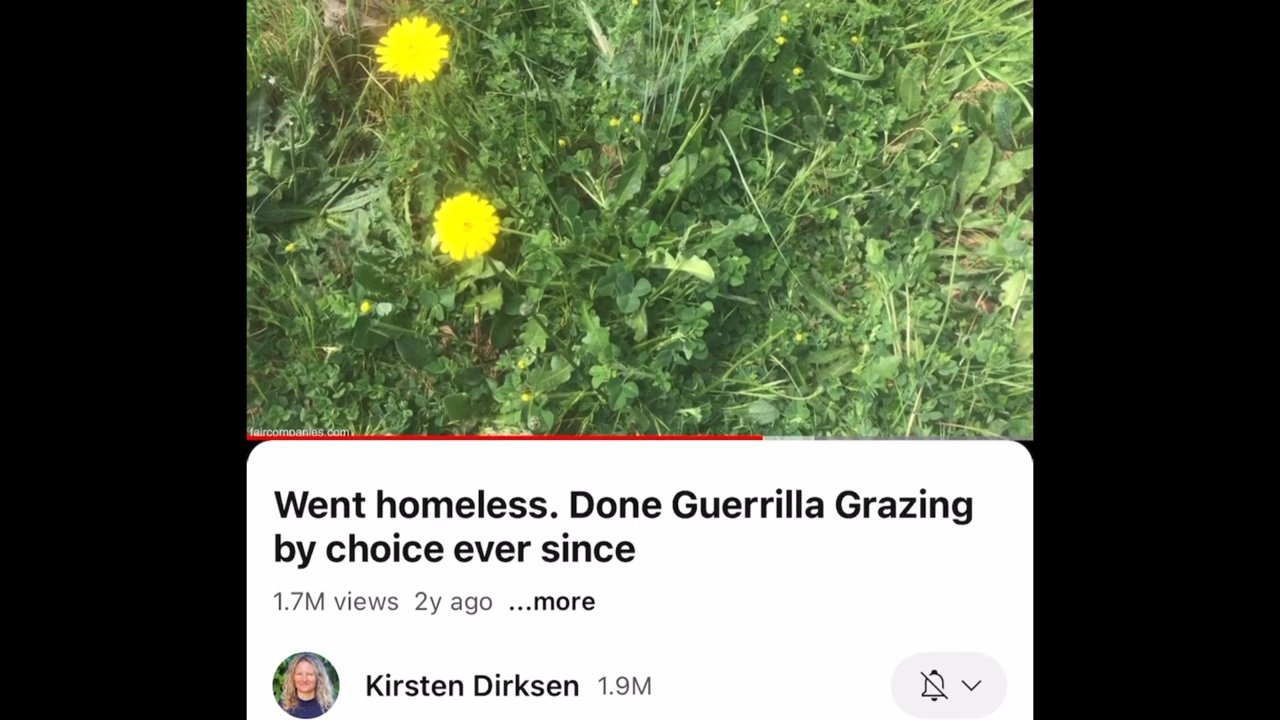 faircompanies.com
Went homeless. Done Guerrilla Grazing
by choice ever since
1.7M views 2y ago ...more
Kirsten Dirksen 1.9M